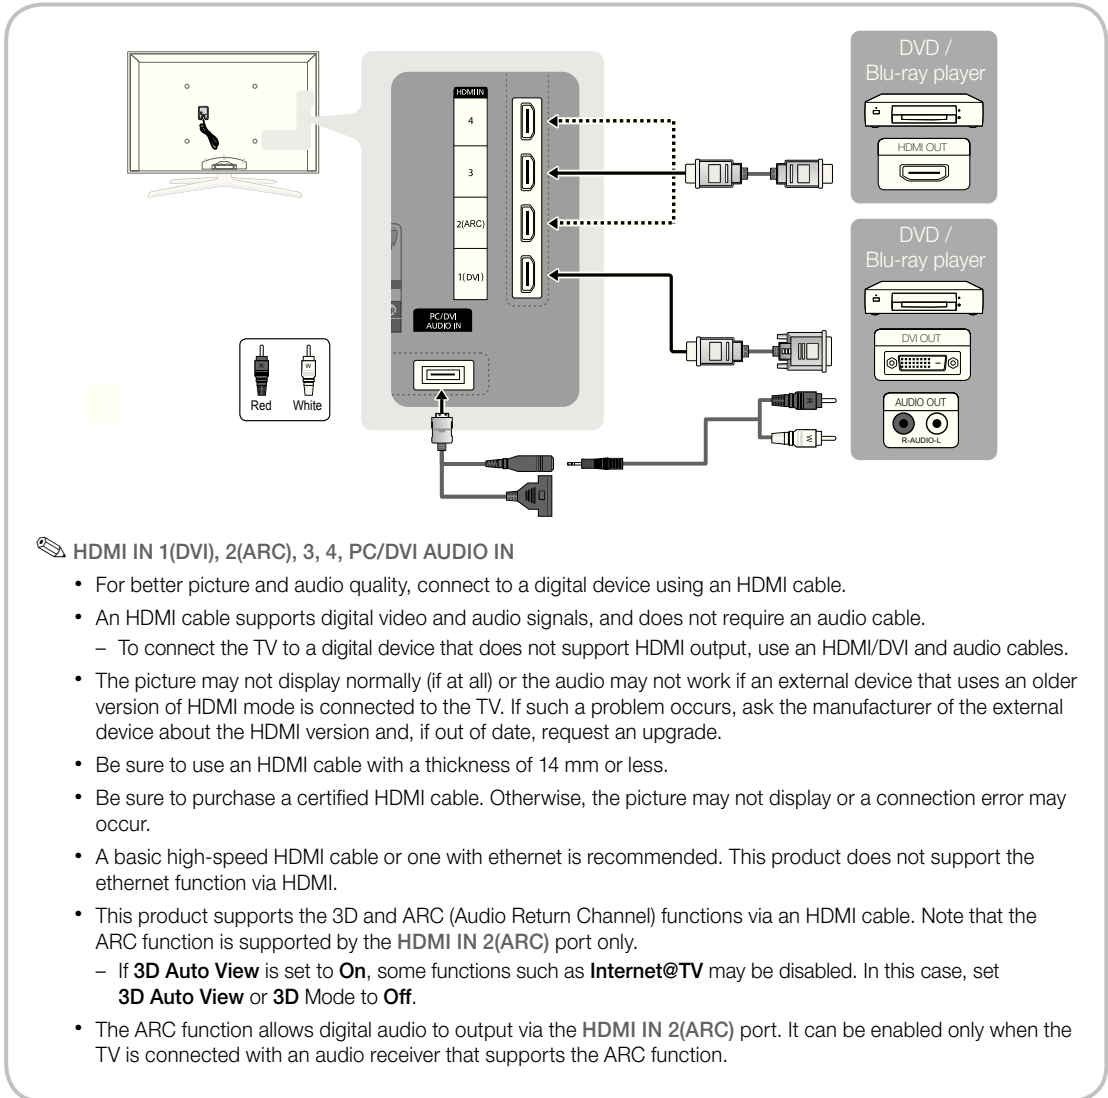 DVD /
Blu-ray player
HDMI OUT
HDMI IN
4
3
2(ARC)
1(DVI)
PC/DVI
AUDIO IN
DVD /
Blu-ray player
DVI OUT
AUDIO OUT
R-AUDIO-L
R
W
Red
White
R
W
HDMI IN 1(DVI), 2(ARC), 3, 4, PC/DVI AUDIO IN
• For better picture and audio quality, connect to a digital device using an HDMI cable.
• An HDMI cable supports digital video and audio signals, and does not require an audio cable.
– To connect the TV to a digital device that does not support HDMI output, use an HDMI/DVI and audio cables.
• The picture may not display normally (if at all) or the audio may not work if an external device that uses an older
version of HDMI mode is connected to the TV. If such a problem occurs, ask the manufacturer of the external
device about the HDMI version and, if out of date, request an upgrade.
• Be sure to use an HDMI cable with a thickness of 14 mm or less.
• Be sure to purchase a certified HDMI cable. Otherwise, the picture may not display or a connection error may
occur.
• A basic high-speed HDMI cable or one with ethernet is recommended. This product does not support the
ethernet function via HDMI.
• This product supports the 3D and ARC (Audio Return Channel) functions via an HDMI cable. Note that the
ARC function is supported by the HDMI IN 2(ARC) port only.
– If 3D Auto View is set to On, some functions such as Internet@TV may be disabled. In this case, set
3D Auto View or 3D Mode to Off.
• The ARC function allows digital audio to output via the HDMI IN 2(ARC) port. It can be enabled only when the
TV is connected with an audio receiver that supports the ARC function.